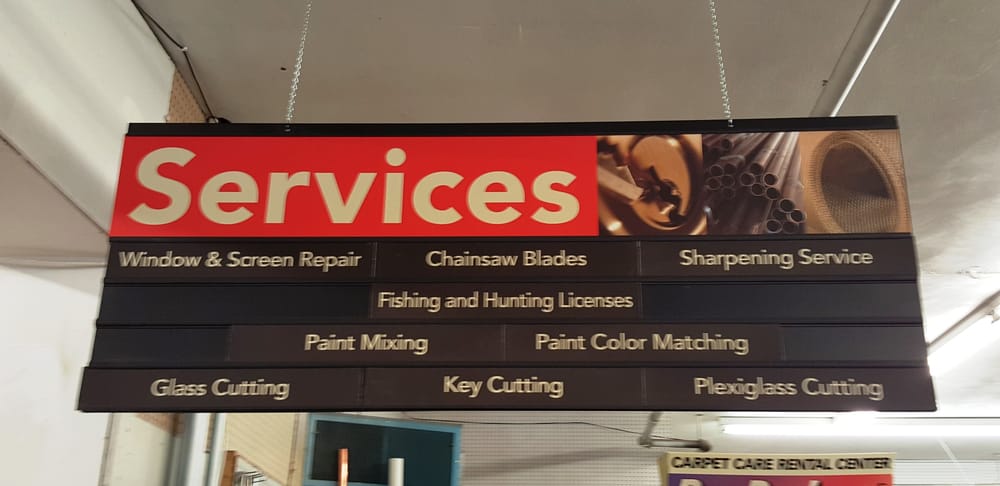 Services
Window & Screen Repair Chainsaw Blades Sharpening Service
Fishing and Hunting Licenses
Paint Mixing Paint Color Matching
Glass Cutting Key Cutting Plexiglass Cutting
CARPET CARE RENTAL CENTER